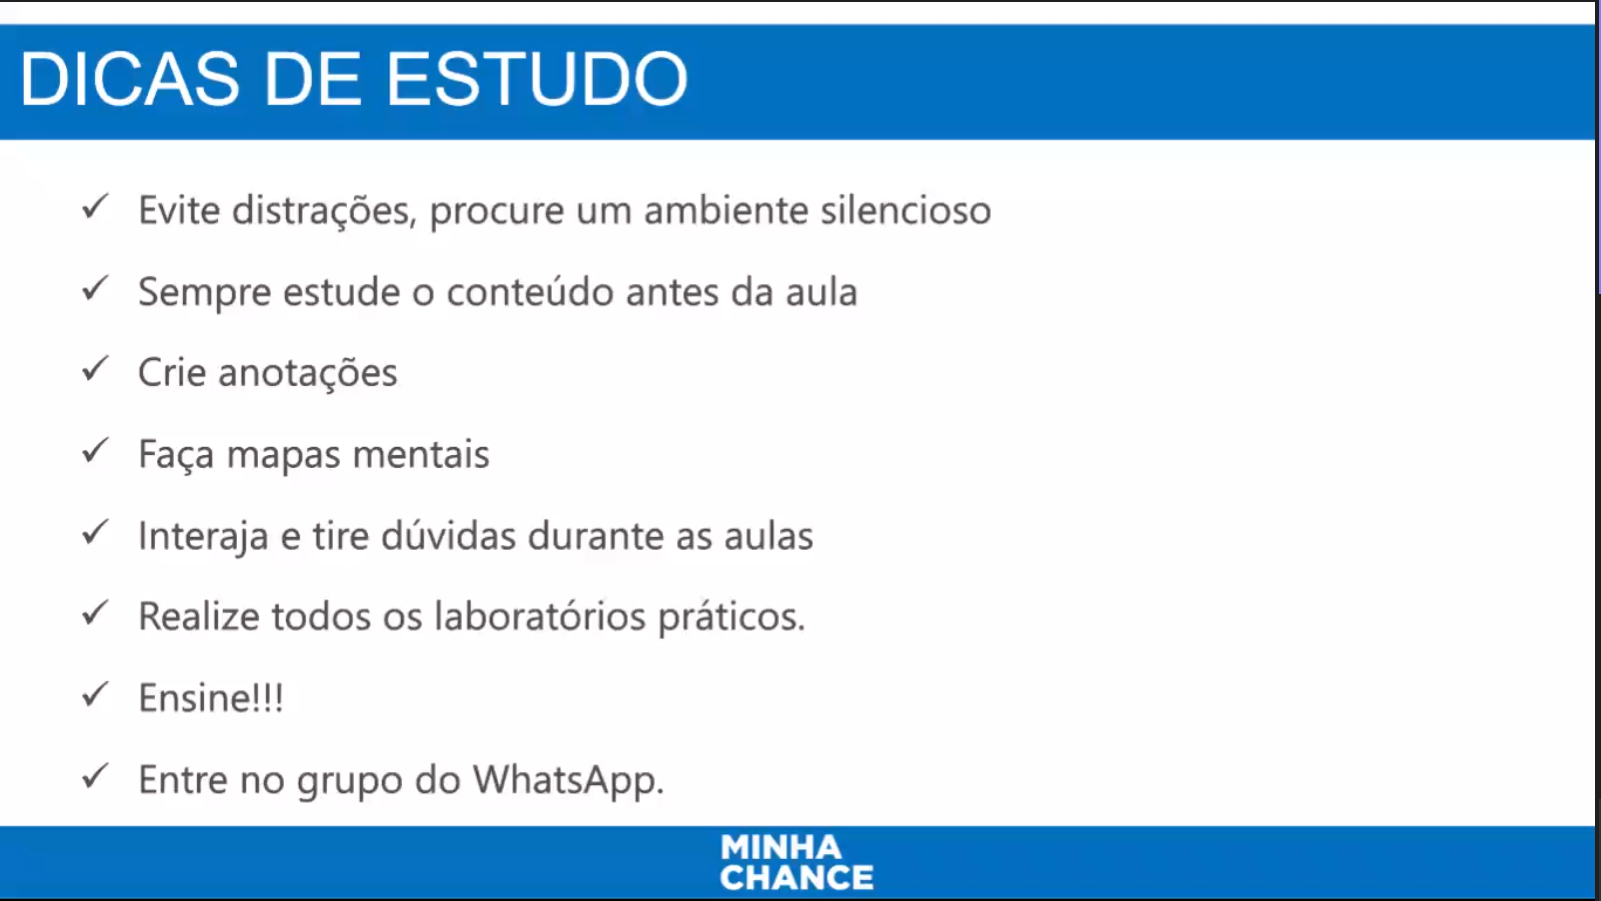 DICAS DE ESTUDO
✓ Evite distrações, procure um ambiente silencioso
✓ Sempre estude o conteúdo antes da aula
✓ Crie anotações
✓ Faça mapas mentais
✓ Interaja e tire dúvidas durante as aulas
✓ Realize todos os laboratórios práticos.
✓ Ensine!!!
✓ Entre no grupo do WhatsApp.
MINHA
CHANCE